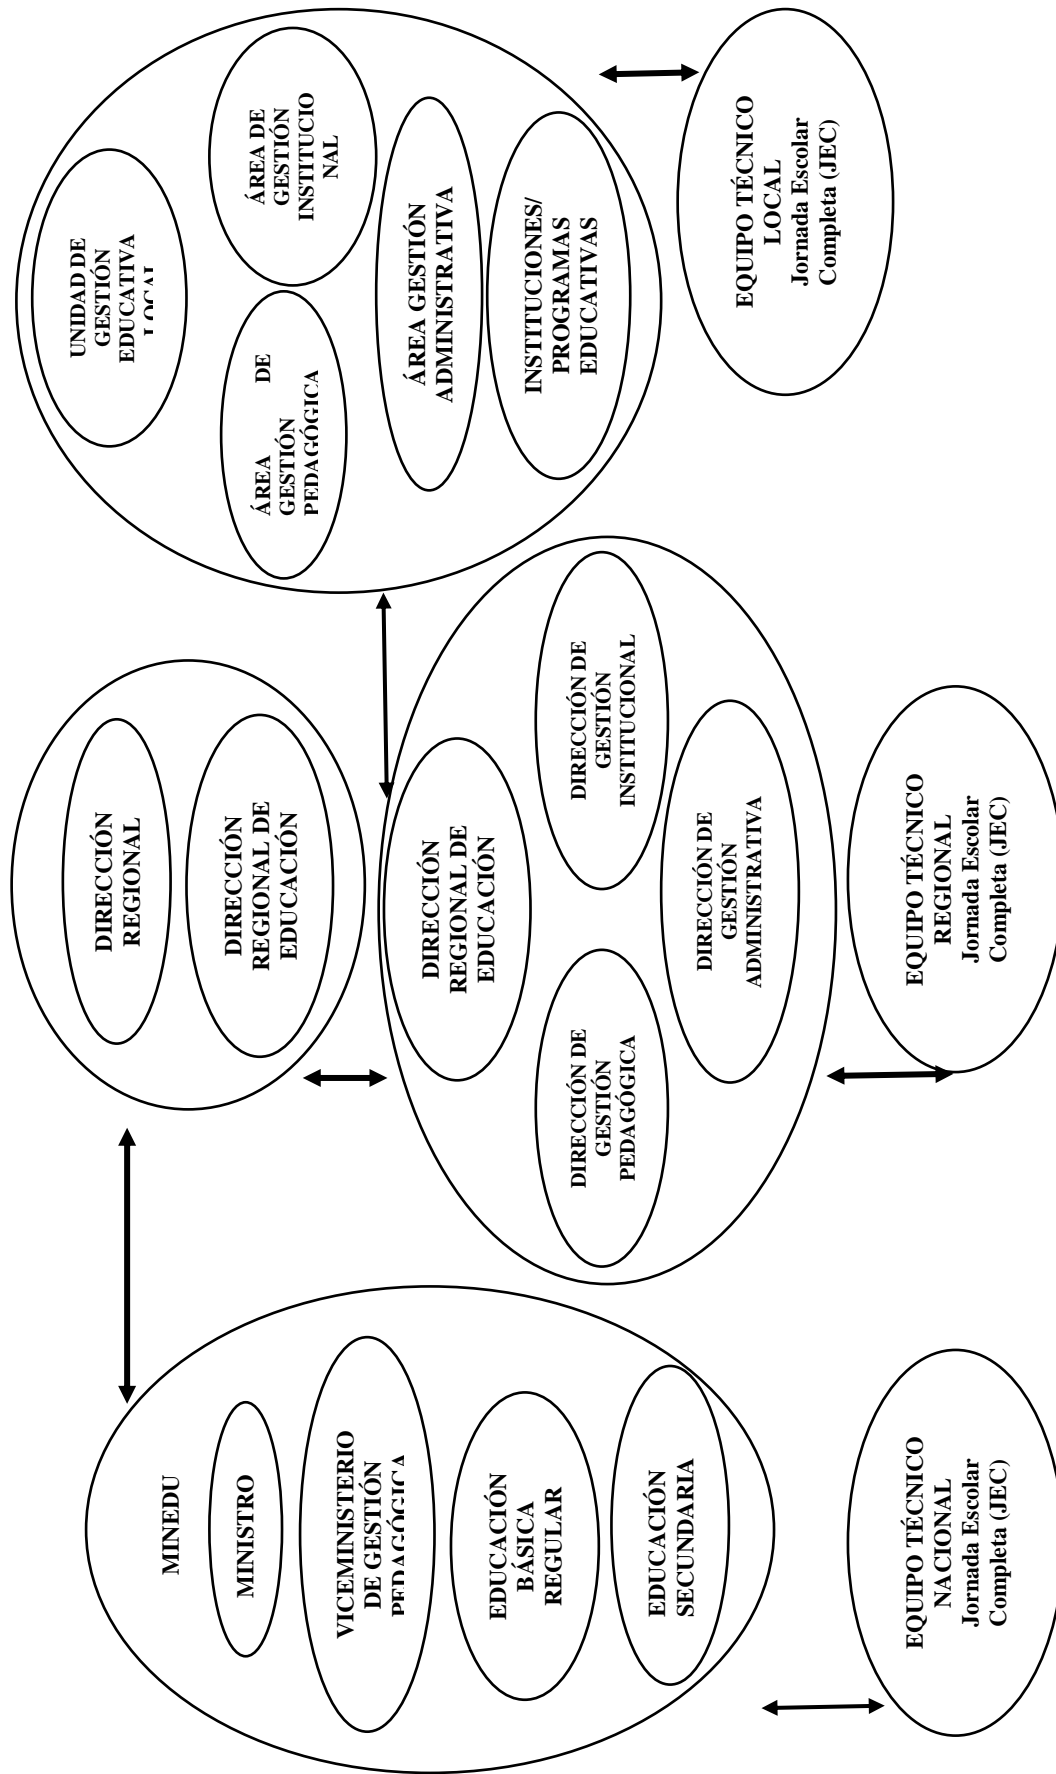 MINEDU
MINISTRO
VICEMINISTERIO
DE GESTIÓN
PEDAGÓGICA
EDUCACIÓN
BÁSICA
REGULAR
EDUCACIÓN
SECUNDARIA
EQUIPO TÉCNICO
NACIONAL
Jornada Escolar
Completa (JEC)
DIRECCIÓN
REGIONAL
DIRECCIÓN
REGIONAL DE
EDUCACIÓN
DIRECCIÓN
REGIONAL DE
EDUCACIÓN
DIRECCIÓN DE
GESTIÓN
PEDAGÓGICA
DIRECCIÓN DE
GESTIÓN
INSTITUCIONAL
DIRECCIÓN DE
GESTIÓN
ADMINISTRATIVA
EQUIPO TÉCNICO
REGIONAL
Jornada Escolar
Completa (JEC)
UNIDAD DE
GESTIÓN
EDUCATIVA
LOCAL
ÁREA DE
GESTIÓN
PEDAGÓGICA
ÁREA DE
GESTIÓN
INSTITUCIO
NAL
ÁREA GESTIÓN
ADMINISTRATIVA
INSTITUCIONES/
PROGRAMAS
EDUCATIVAS
EQUIPO TÉCNICO
LOCAL
Jornada Escolar
Completa (JEC)